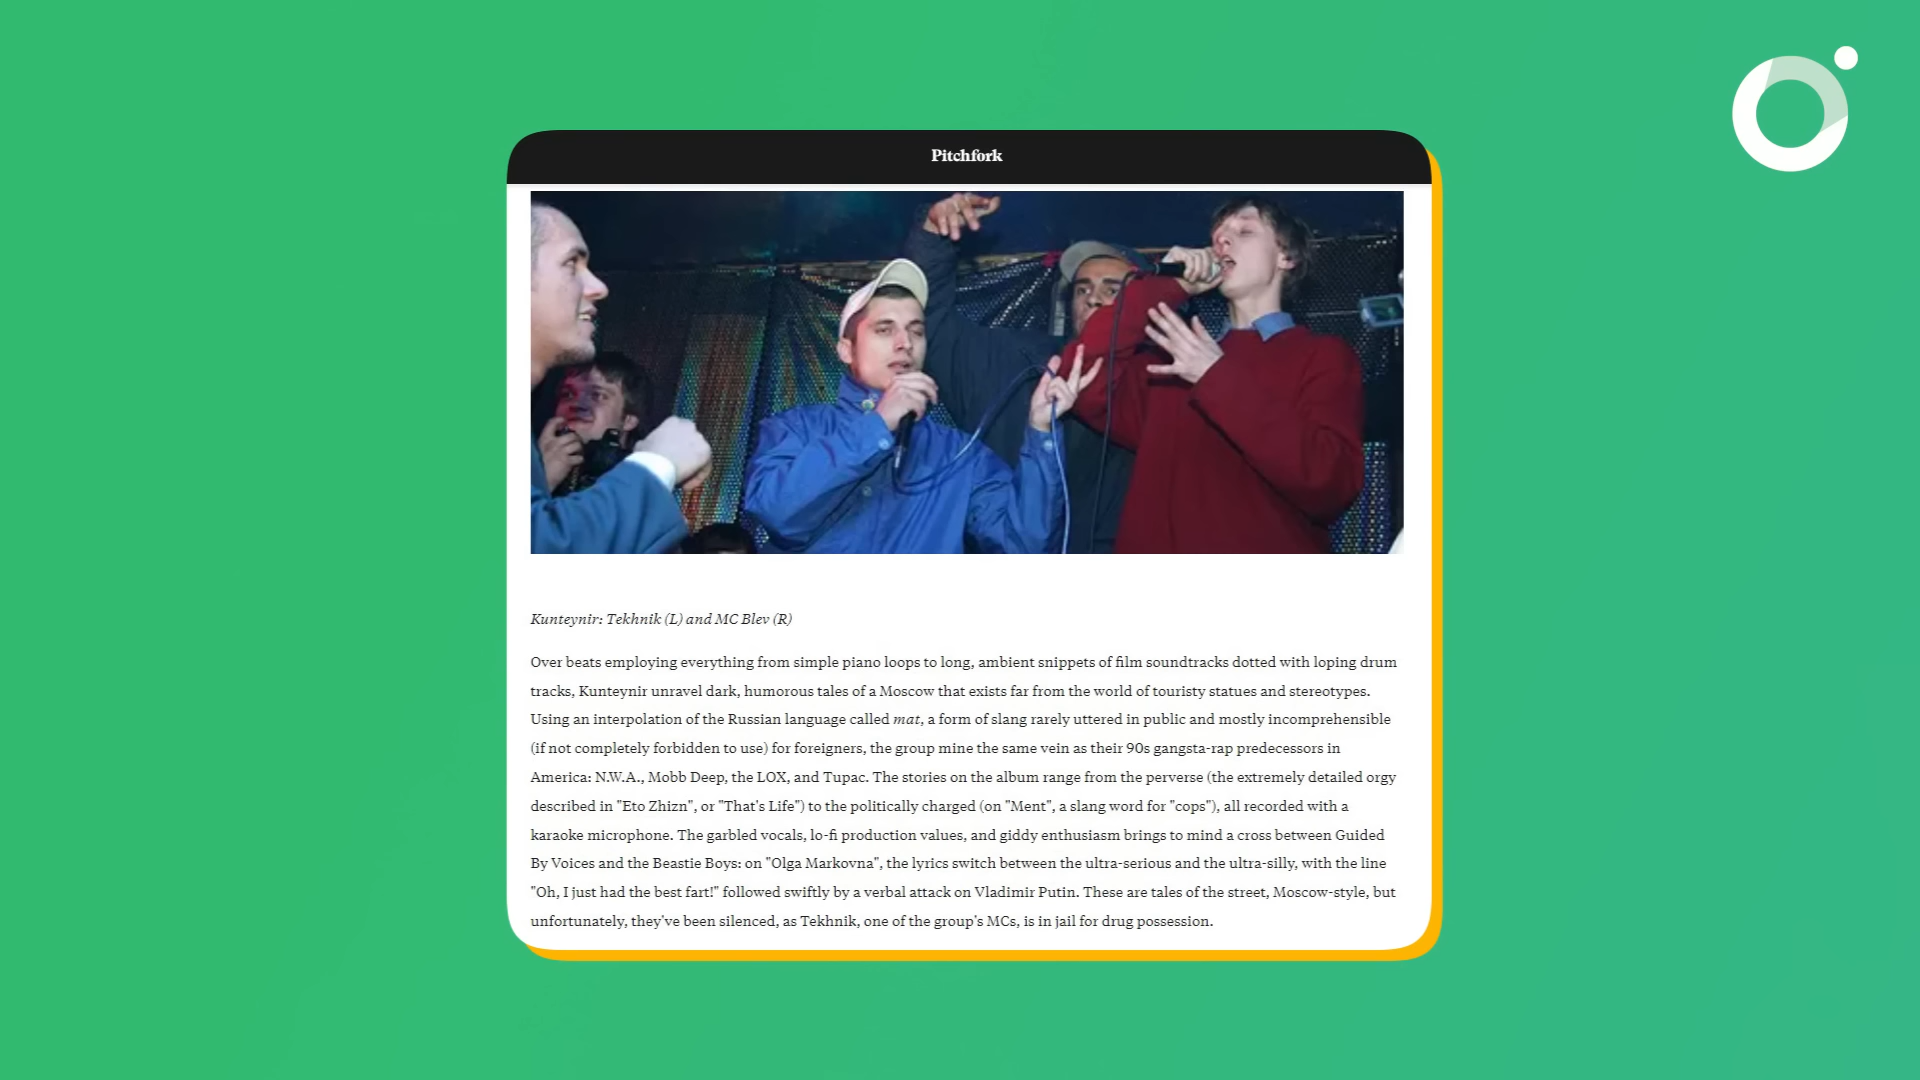 Pitchfork
Kunteynir: Tekhnik (L) and MC Blev (R)
Over beats employing everything from simple piano loops to long, ambient snippets of film soundtracks dotted with loping drum
tracks, Kunteynir unravel dark, humorous tales of a Moscow that exists far from the world of touristy statues and stereotypes.
Using an interpolation of the Russian language called mat, a form of slang rarely uttered in public and mostly incomprehensible
(if not completely forbidden to use) for foreigners, the group mine the same vein as their 90s gangsta-rap predecessors in
America: N.W.A., Mobb Deep, the LOX, and Tupac. The stories on the album range from the perverse (the extremely detailed orgy
described in "Eto Zhizn", or "That's Life") to the politically charged (on "Ment", a slang word for "cops"), all recorded with a
karaoke microphone. The garbled vocals, lo-fi production values, and giddy enthusiasm brings to mind a cross between Guided
By Voices and the Beastie Boys: on "Olga Markovna", the lyrics switch between the ultra-serious and the ultra-silly, with the line
"Oh, I just had the best fart!" followed swiftly by a verbal attack on Vladimir Putin. These are tales of the street, Moscow-style, but
unfortunately, they've been silenced, as Tekhnik, one of the group's MCs, is in jail for drug possession.